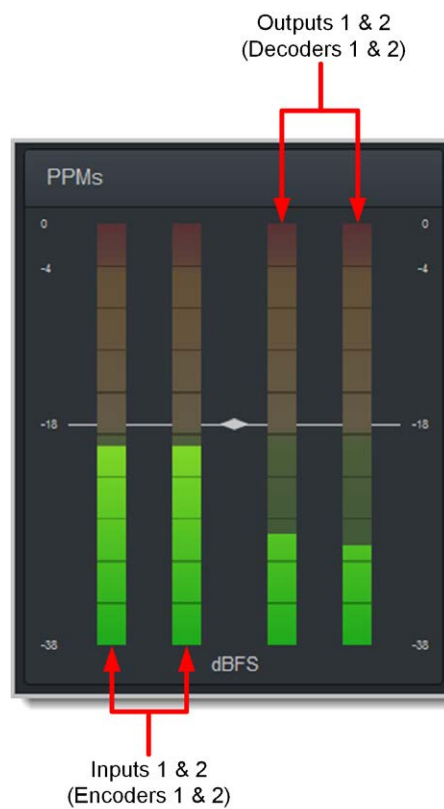 Outputs 1 & 2
(Decoders 1 & 2)
PPMs
0 0
-4 -4
-18 -18
-38 -38
dBFS
Inputs 1 & 2
(Encoders 1 & 2)